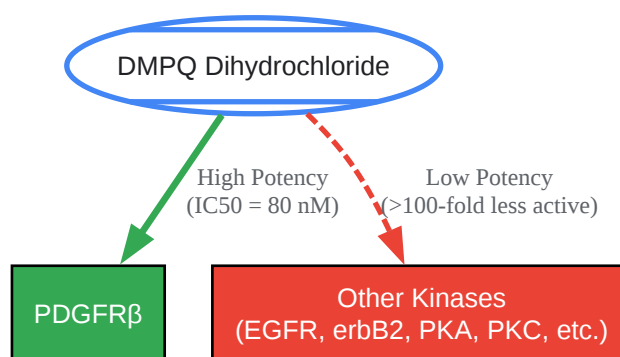 DMPQ Dihydrochloride
High Potency
(IC50 = 80 nM)
Low Potency
(>100-fold less active)
PDGFRβ
Other Kinases
(EGFR, erbB2, PKA, PKC, etc.)